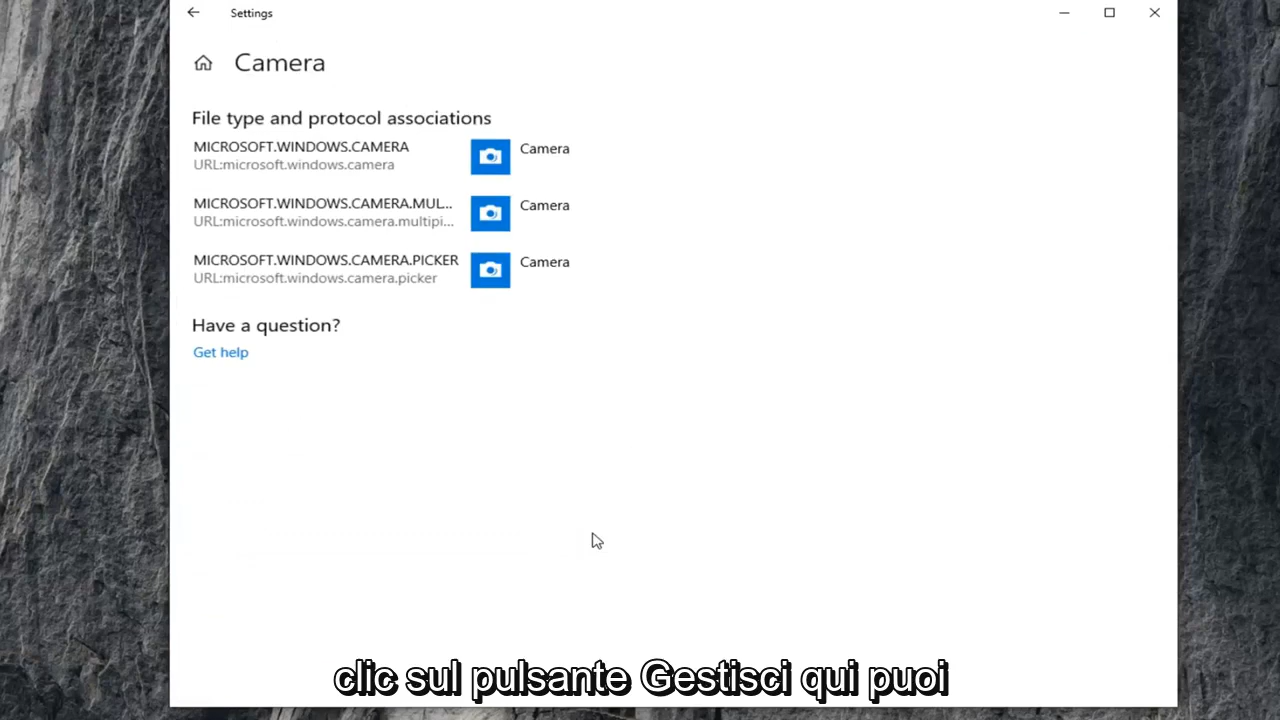 Settings
Camera
File type and protocol associations
MICROSOFT.WINDOWS.CAMERA
URL:microsoft.windows.camera
Camera
MICROSOFT.WINDOWS.CAMERA.MUL...
URL:microsoft.windows.camera.multipi...
Camera
MICROSOFT.WINDOWS.CAMERA.PICKER
URL:microsoft.windows.camera.picker
Camera
Have a question?
Get help
clic sul pulsante Gestisci qui puoi